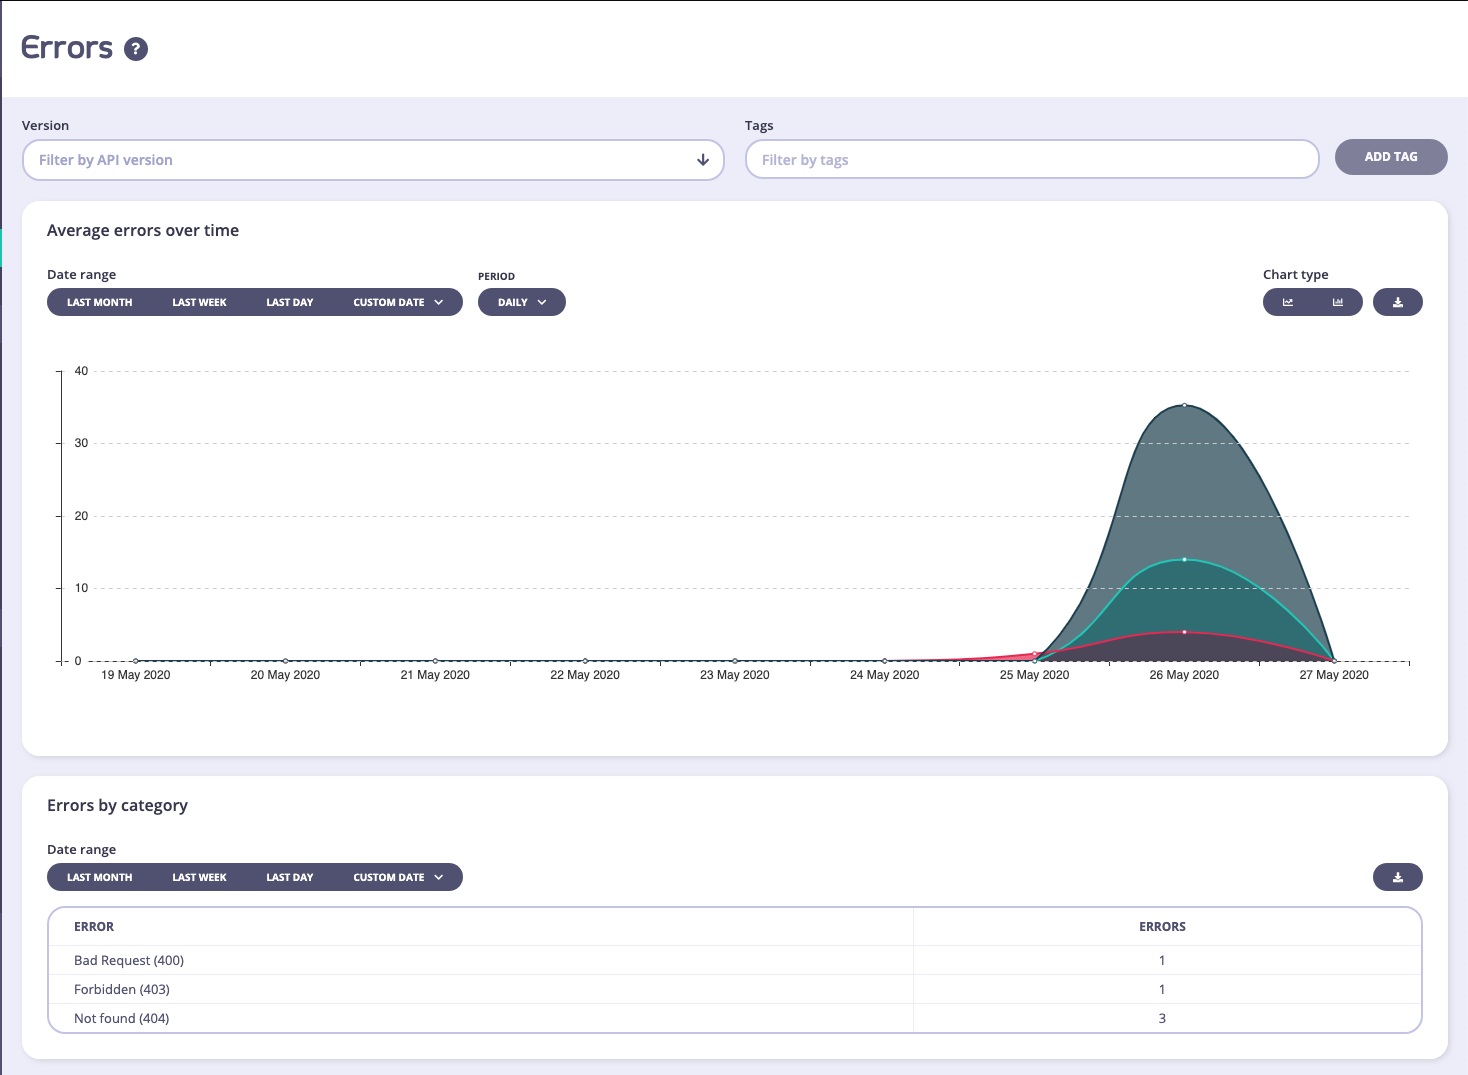 Errors ?
Version
Tags
Filter by API version
Filter by tags
ADD TAG
Average errors over time
Date range
PERIOD
Chart type
LAST MONTH LAST WEEK LAST DAY CUSTOM DATE
DAILY
40
30
20
10
0
19 May 2020 20 May 2020 21 May 2020 22 May 2020 23 May 2020 24 May 2020 25 May 2020 26 May 2020 27 May 2020
Errors by category
Date range
LAST MONTH LAST WEEK LAST DAY CUSTOM DATE
ERROR ERRORS
Bad Request (400) 1
Forbidden (403) 1
Not found (404) 3